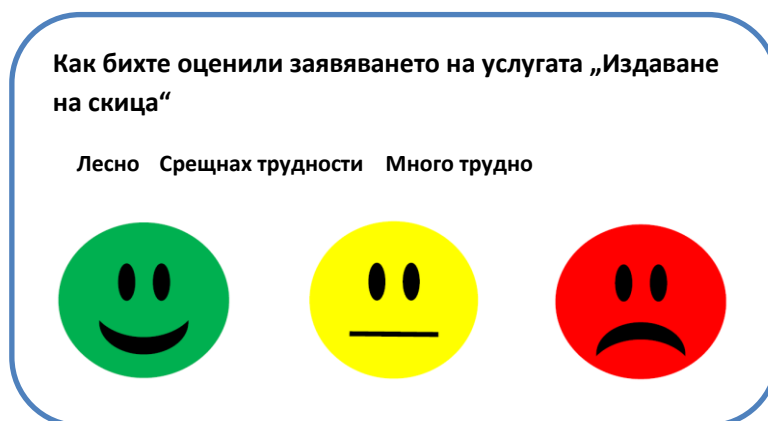 Как бихте оценили заявяването на услугата „Издаване
на скица“
Лесно Срещнах трудности Много трудно